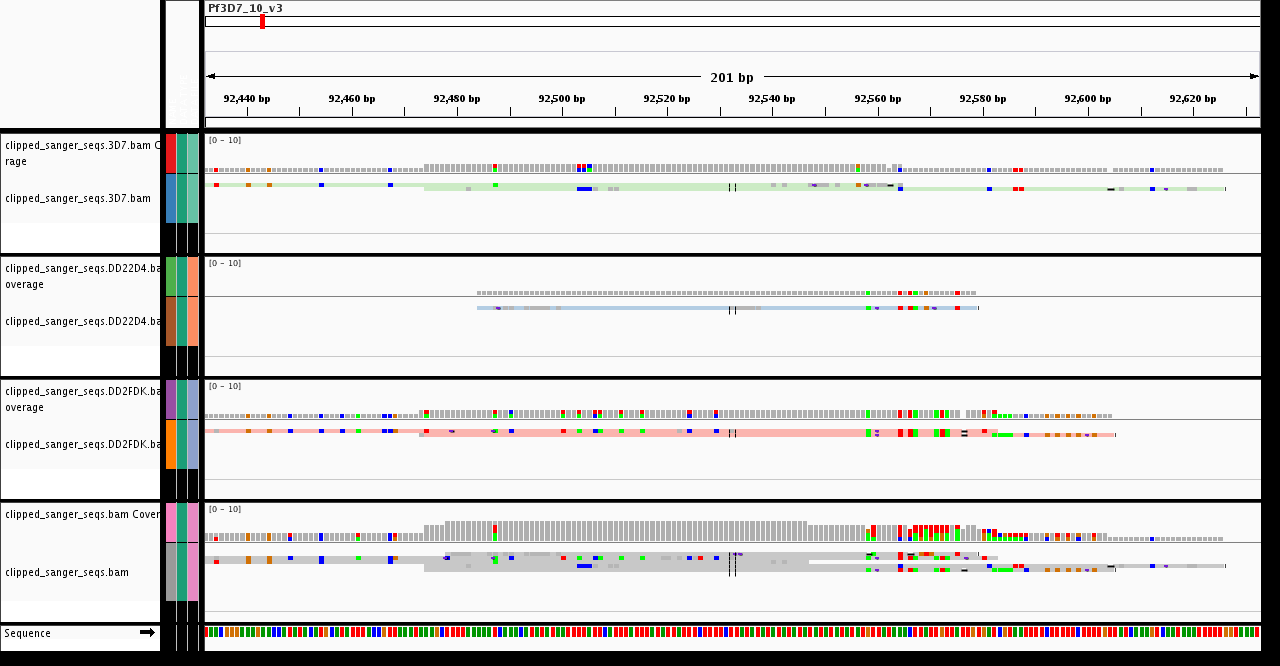 Pf3D7_10_v3
201 bp
92,440 bp 92,460 bp 92,480 bp 92,500 bp 92,520 bp 92,540 bp 92,560 bp 92,580 bp 92,600 bp 92,620 bp
[0 - 10]
clipped_sanger_seqs.3D7.bam C
rage
clipped_sanger_seqs.3D7.bam
[0 - 10]
clipped_sanger_seqs.DD22D4.ba
overage
clipped_sanger_seqs.DD22D4.ba
[0 - 10]
clipped_sanger_seqs.DD2FDK.ba
overage
clipped_sanger_seqs.DD2FDK.ba
[0 - 10]
clipped_sanger_seqs.bam Cover
clipped_sanger_seqs.bam
Sequence